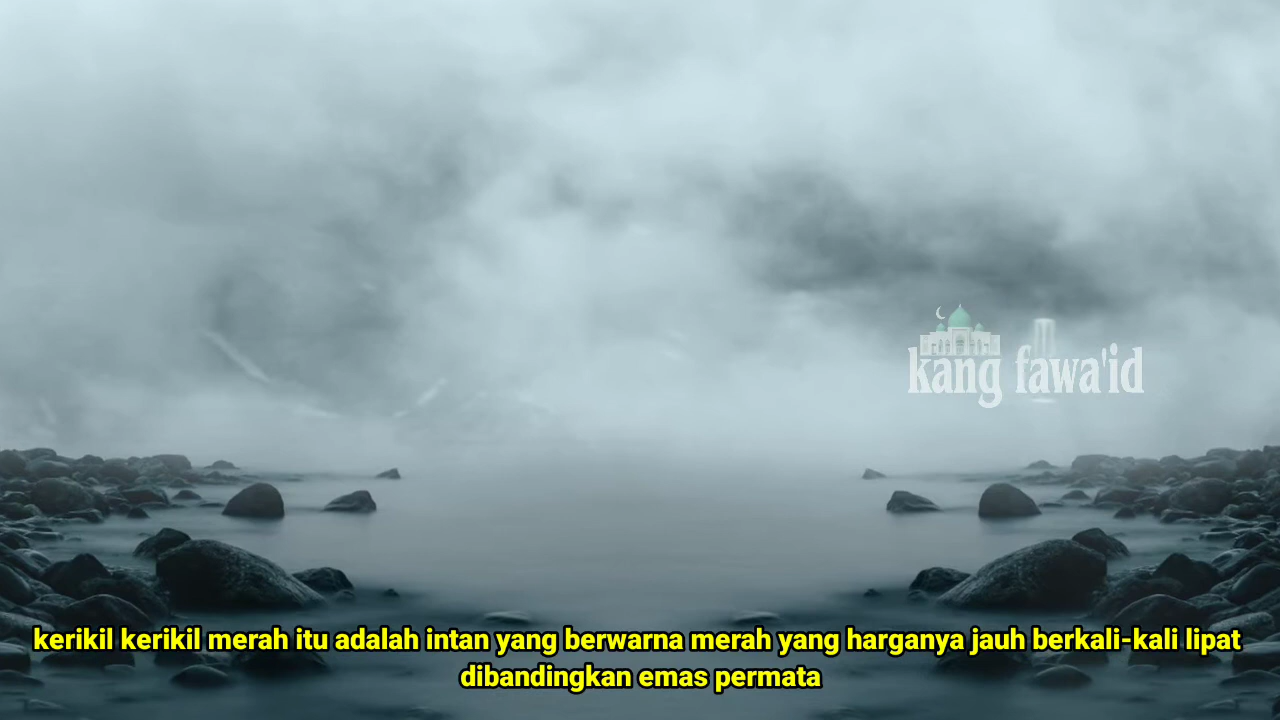 kang fawa'id
kerikil kerikil merah itu adalah intan yang berwarna merah yang harganya jauh berkali-kali lipat
dibandingkan emas permata